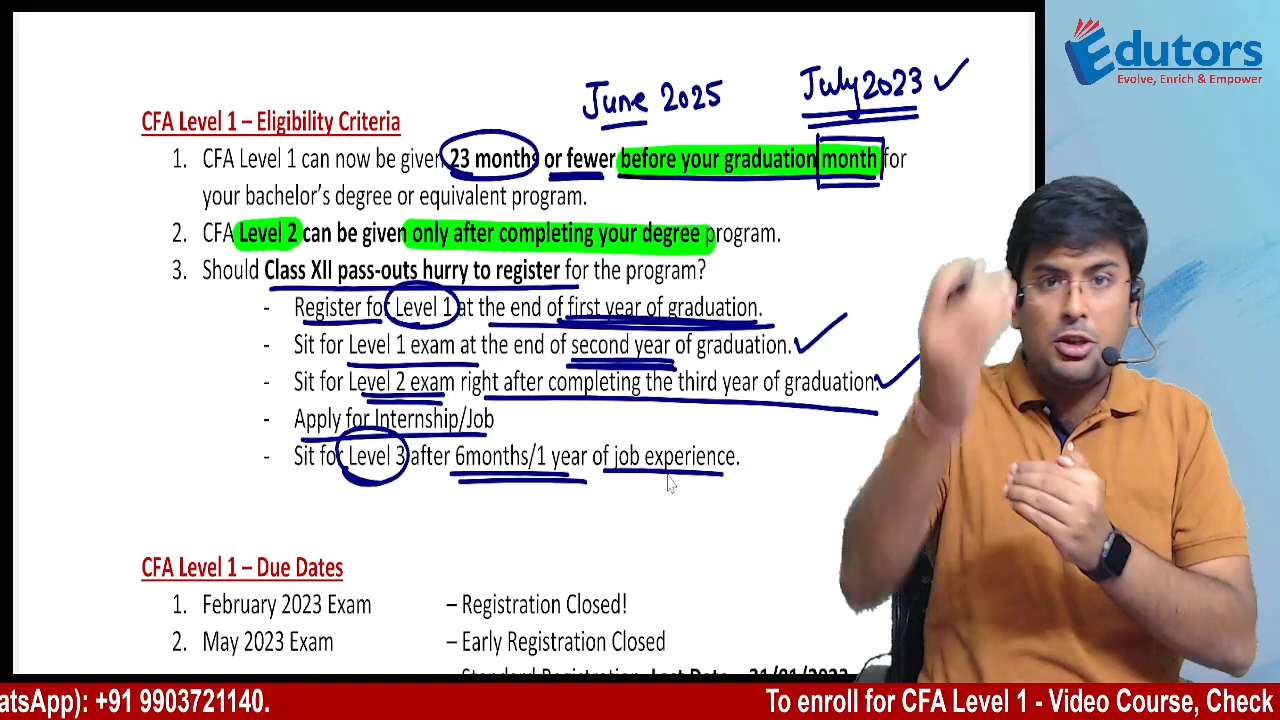 Edutors
Evolve, Enrich & Empower
June 2025 July 2023
CFA Level 1 – Eligibility Criteria
1. CFA Level 1 can now be given 23 months or fewer before your graduation month for
your bachelor's degree or equivalent program.
2. CFA Level 2 can be given only after completing your degree program.
3. Should Class XII pass-outs hurry to register for the program?
- Register for Level 1 at the end of first year of graduation.
- Sit for Level 1 exam at the end of second year of graduation.
- Sit for Level 2 exam right after completing the third year of graduation.
- Apply for Internship/Job
- Sit for Level 3 after 6months/1 year of job experience.
CFA Level 1 – Due Dates
1. February 2023 Exam – Registration Closed!
2. May 2023 Exam – Early Registration Closed
Standard Registration Last Date 31/01/2023
atsApp): +91 9903721140. To enroll for CFA Level 1 - Video Course, Check